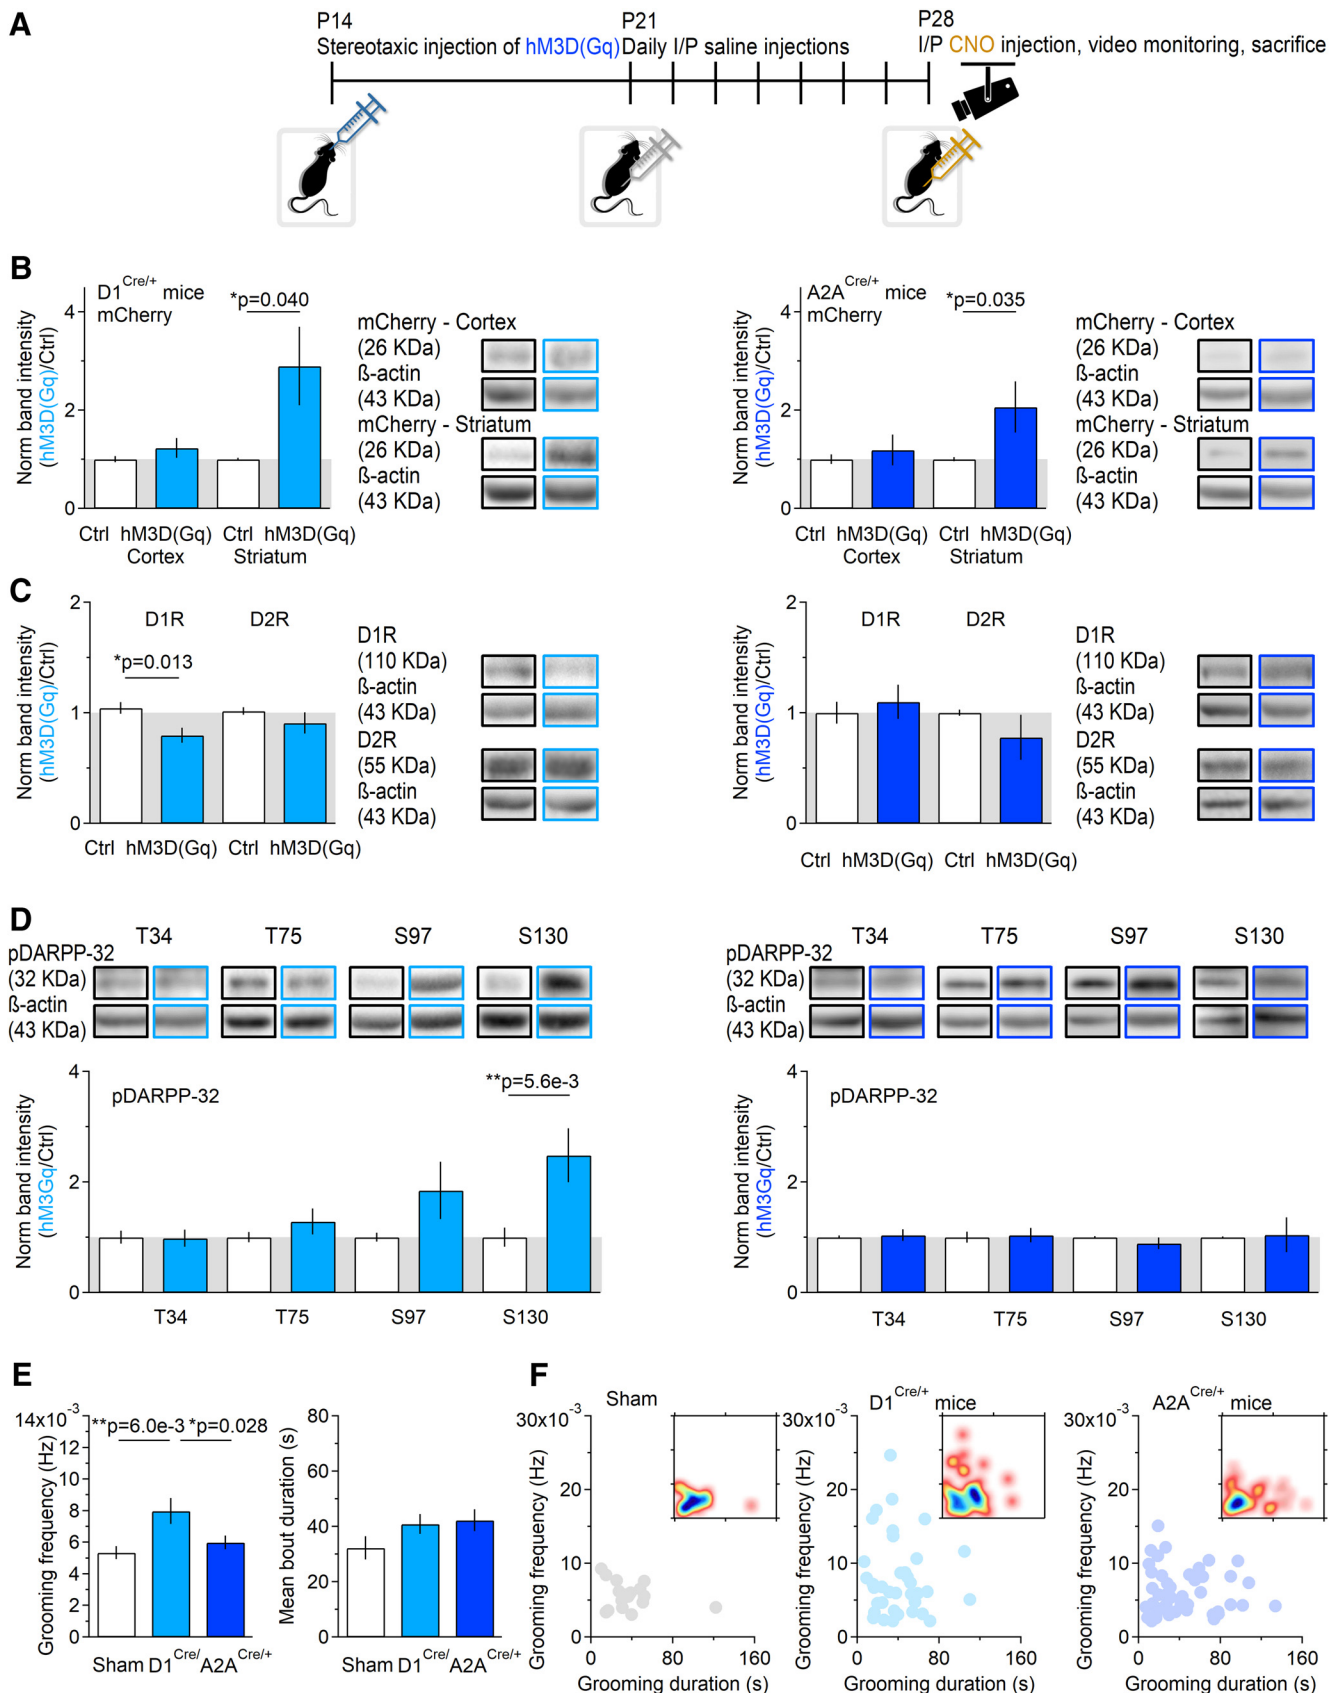 A
P14
Stereotaxic injection of hM3D(Gq)
P21
Daily I/P saline injections
P28
I/P CNO injection, video monitoring, sacrifice
B
D1Cre/+ mice
mCherry
*p=0.040
Norm band intensity
(hM3D(Gq)/Ctrl)
4
2
0
Ctrl hM3D(Gq) Ctrl hM3D(Gq)
Cortex Striatum
mCherry - Cortex
(26 KDa)
ß-actin
(43 KDa)
mCherry - Striatum
(26 KDa)
ß-actin
(43 KDa)
A2ACre/+ mice
mCherry
*p=0.035
Norm band intensity
(hM3D(Gq)/Ctrl)
4
2
0
Ctrl hM3D(Gq) Ctrl hM3D(Gq)
Cortex Striatum
mCherry - Cortex
(26 KDa)
ß-actin
(43 KDa)
mCherry - Striatum
(26 KDa)
ß-actin
(43 KDa)
C
D1R D2R
*p=0.013
Norm band intensity
(hM3D(Gq)/Ctrl)
2
1
0
Ctrl hM3D(Gq) Ctrl hM3D(Gq)
D1R
(110 KDa)
ß-actin
(43 KDa)
D2R
(55 KDa)
ß-actin
(43 KDa)
D1R D2R
Norm band intensity
(hM3D(Gq)/Ctrl)
2
1
0
Ctrl hM3D(Gq) Ctrl hM3D(Gq)
D1R
(110 KDa)
ß-actin
(43 KDa)
D2R
(55 KDa)
ß-actin
(43 KDa)
D
T34 T75 S97 S130
pDARPP-32
(32 KDa)
ß-actin
(43 KDa)
**p=5.6e-3
pDARPP-32
Norm band intensity
(hM3Gq/Ctrl)
4
2
0
T34 T75 S97 S130
T34 T75 S97 S130
pDARPP-32
(32 KDa)
ß-actin
(43 KDa)
pDARPP-32
Norm band intensity
(hM3Gq/Ctrl)
4
2
0
T34 T75 S97 S130
E
**p=6.0e-3 *p=0.028
Grooming frequency (Hz)
14x10-3
12
10
8
6
4
2
0
Sham D1Cre/ A2ACre/+
Mean bout duration (s)
80
60
40
20
0
Sham D1Cre/ A2ACre/+
F
Sham
Grooming frequency (Hz)
30x10-3
20
10
0
0 80 160
Grooming duration (s)
D1Cre/+ mice
Grooming frequency (Hz)
30x10-3
20
10
0
0 80 160
Grooming duration (s)
A2ACre/+ mice
Grooming frequency (Hz)
30x10-3
20
10
0
0 80 160
Grooming duration (s)